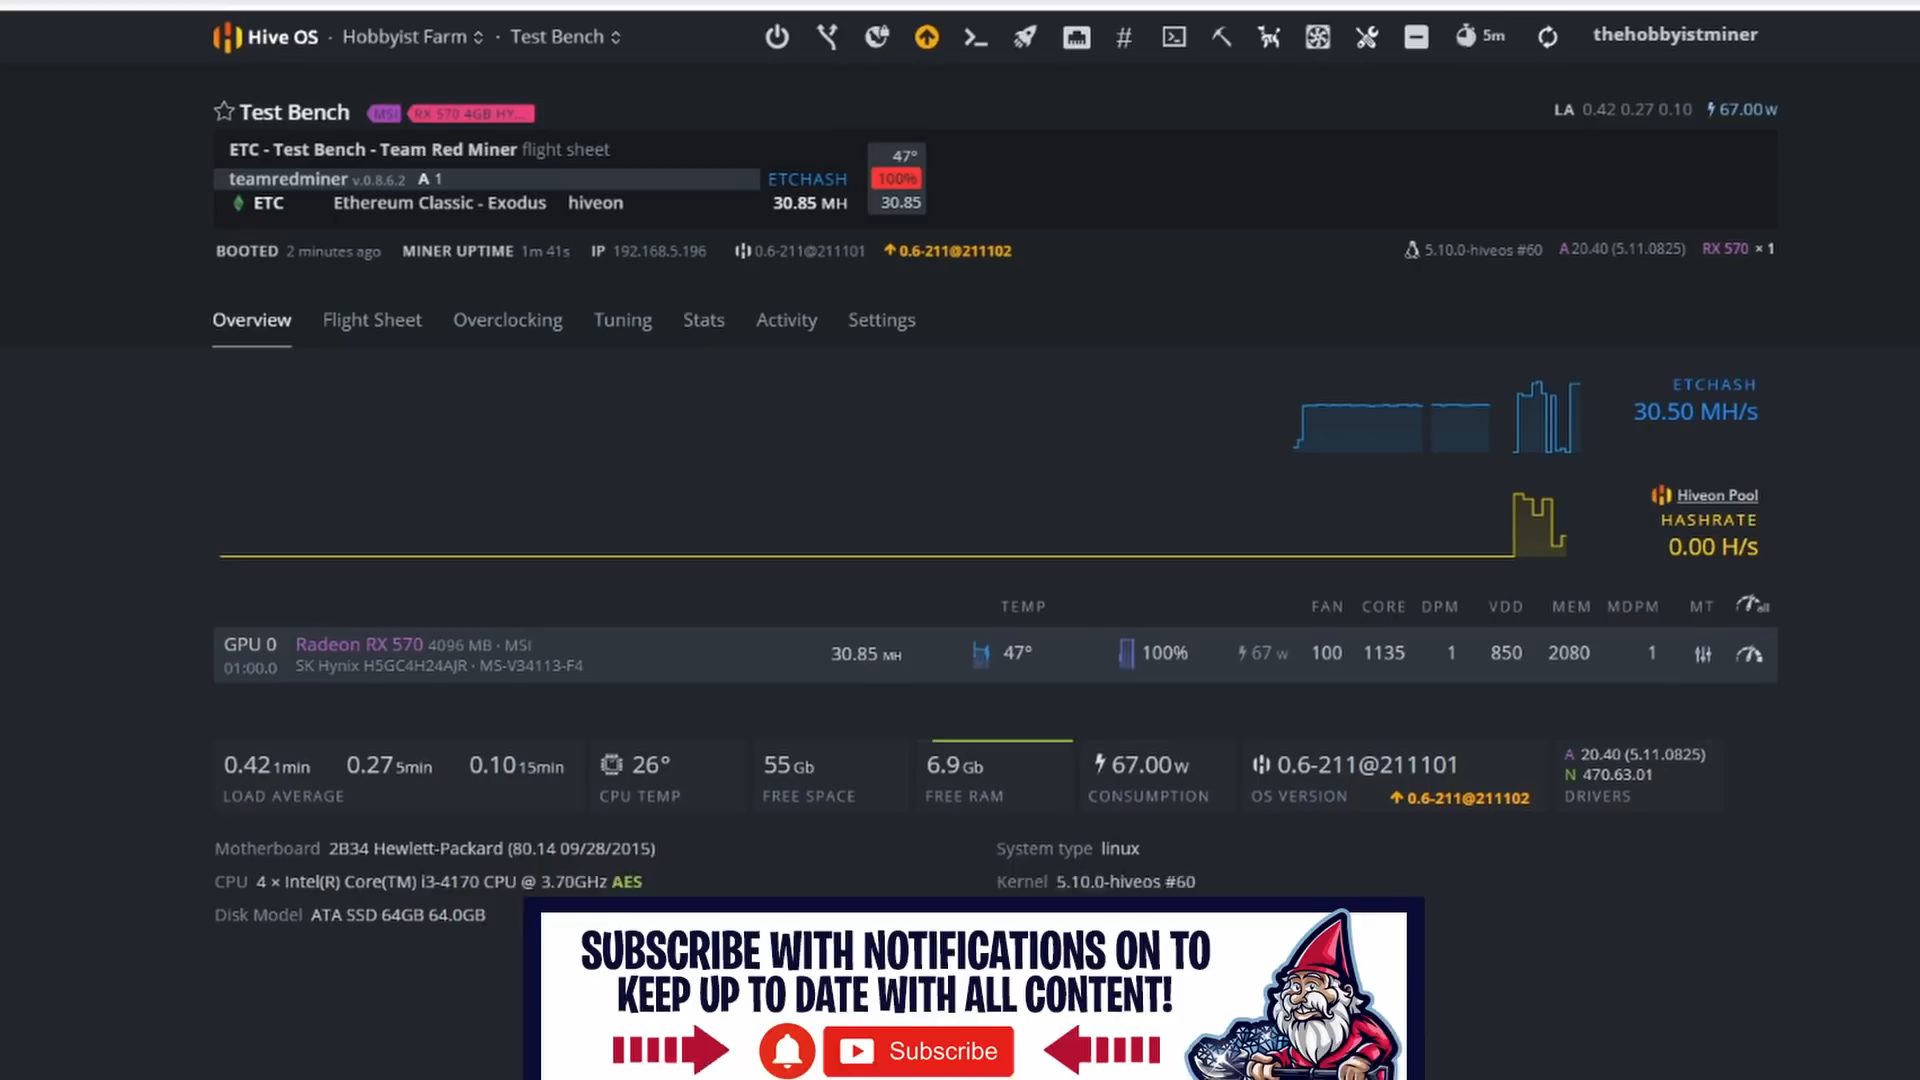 Hive OS · Hobbyist Farm · Test Bench 5m thehobbyistminer
Test Bench MSI RX 570 4GB HY... LA 0.42 0.27 0.10 67.00 w
ETC - Test Bench - Team Red Miner flight sheet 47°
teamredminer v.0.8.6.2 A 1 ETCHASH 100%
ETC Ethereum Classic - Exodus hiveon 30.85 MH 30.85
BOOTED 2 minutes ago MINER UPTIME 1m 41s IP 192.168.5.196 0.6-211@211101 0.6-211@211102 5.10.0-hiveos #60 A 20.40 (5.11.0825) RX 570 × 1
Overview Flight Sheet Overclocking Tuning Stats Activity Settings
ETCHASH
30.50 MH/s
Hiveon Pool
HASHRATE
0.00 H/s
TEMP FAN CORE DPM VDD MEM MDPM MT all
GPU 0 Radeon RX 570 4096 MB · MSI 30.85 MH 47° 100% 67 w 100 1135 1 850 2080 1
01:00.0 SK Hynix H5GC4H24AJR · MS-V34113-F4
0.42 1min 0.27 5min 0.10 15min 26° 55 Gb 6.9 Gb 67.00 w 0.6-211@211101 A 20.40 (5.11.0825)
N 470.63.01
LOAD AVERAGE CPU TEMP FREE SPACE FREE RAM CONSUMPTION OS VERSION 0.6-211@211102 DRIVERS
Motherboard 2B34 Hewlett-Packard (80.14 09/28/2015) System type linux
CPU 4 × Intel(R) Core(TM) i3-4170 CPU @ 3.70GHz AES Kernel 5.10.0-hiveos #60
Disk Model ATA SSD 64GB 64.0GB
SUBSCRIBE WITH NOTIFICATIONS ON TO
KEEP UP TO DATE WITH ALL CONTENT!
Subscribe